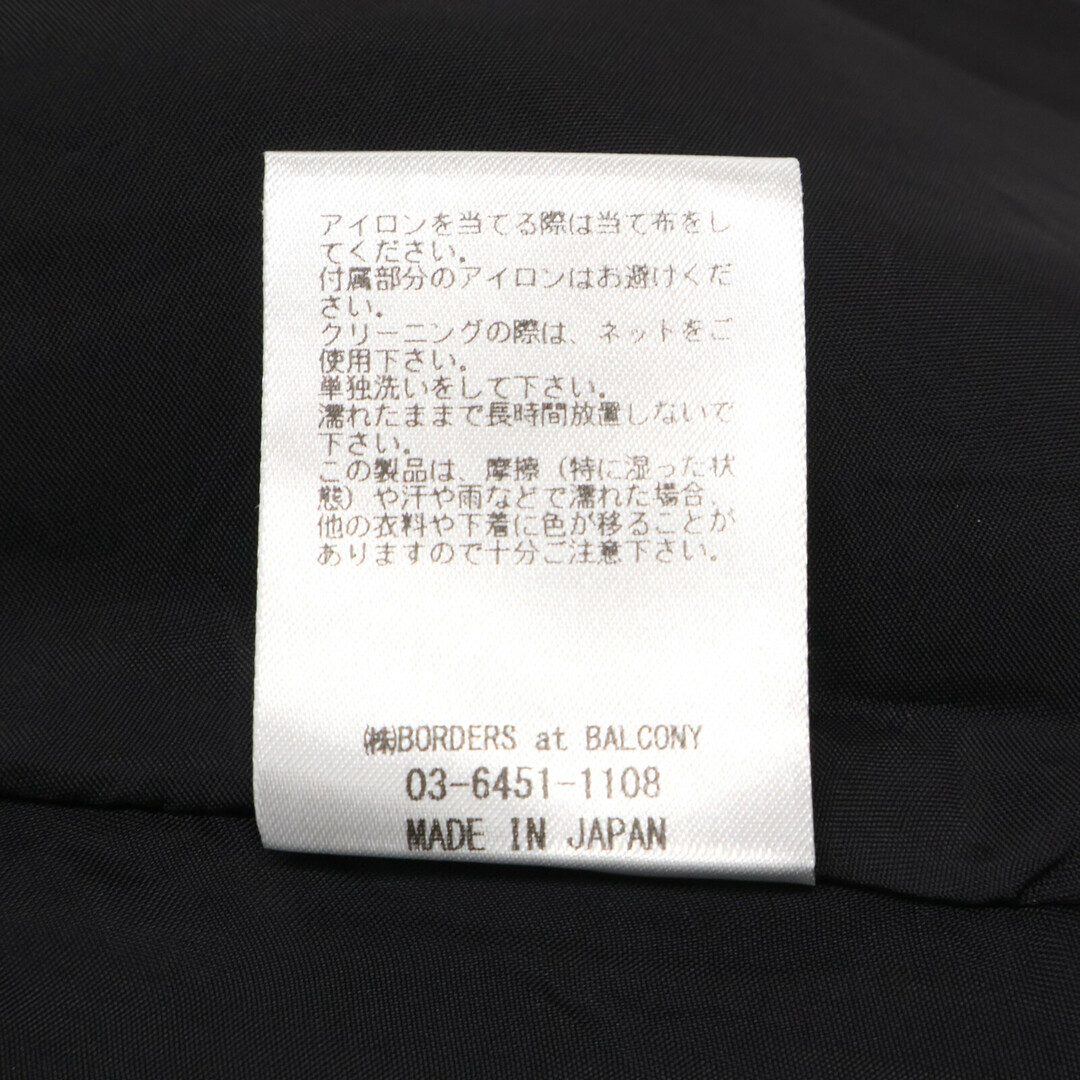 アイロンを当てる際は当て布をし
てください。
付属部分のアイロンはお避けくだ
さい。
クリーニングの際は、ネットをご
使用下さい。
単独洗いをして下さい。
濡れたままで長時間放置しないで
下さい。
この製品は、摩擦（特に湿った状
態）や汗や雨などで濡れた場合、
他の衣料や下着に色が移ることが
ありますので十分ご注意下さい。
㈱BORDERS at BALCONY
03-6451-1108
MADE IN JAPAN